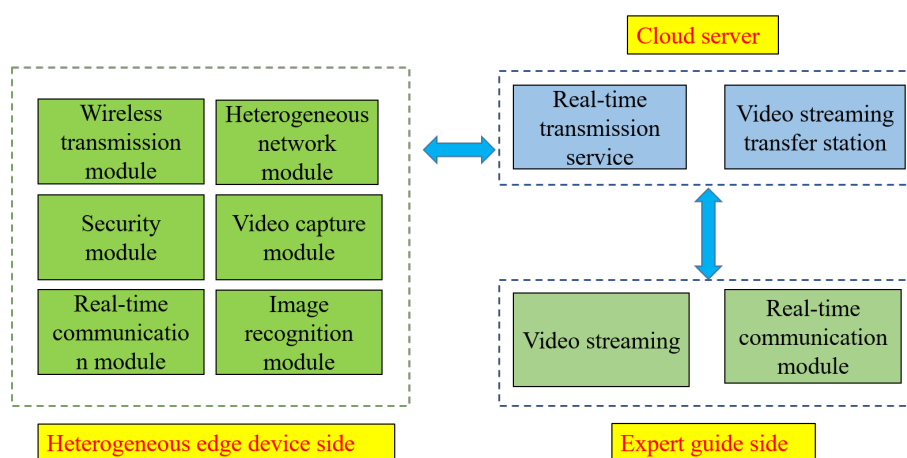 Cloud server
Wireless
transmission
module
Heterogeneous
network
module
Security
module
Video capture
module
Real-time
communicatio
n module
Image
recognition
module
Heterogeneous edge device side
Real-time
transmission
service
Video streaming
transfer station
Video streaming
Real-time
communication
module
Expert guide side